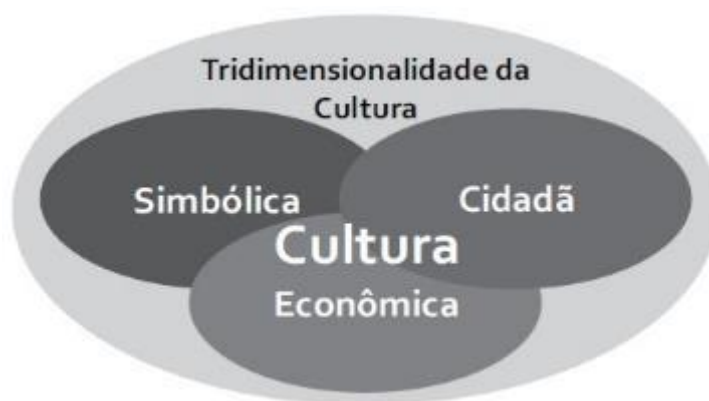 Tridimensionalidade da
Cultura
Simbólica
Cidadã
Cultura
Econômica